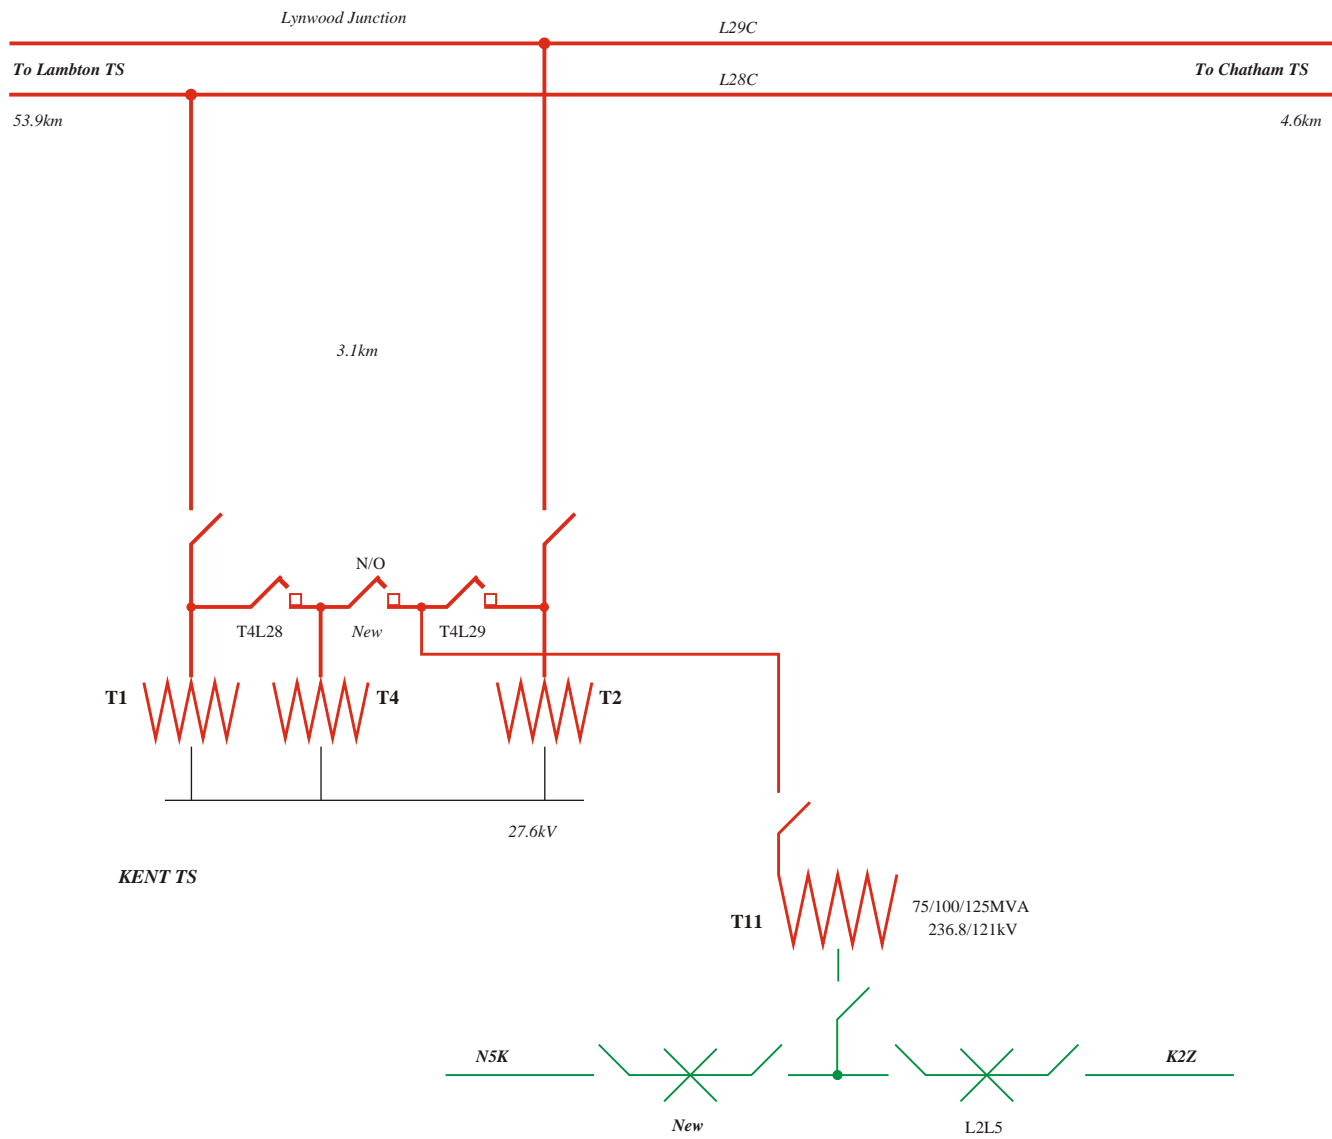 Lynwood Junction
L29C
To Lambton TS
To Chatham TS
L28C
53.9km
4.6km
3.1km
N/O
T4L28
New
T4L29
T1
T4
T2
27.6kV
KENT TS
75/100/125MVA
T11
236.8/121kV
N5K
K2Z
New
L2L5